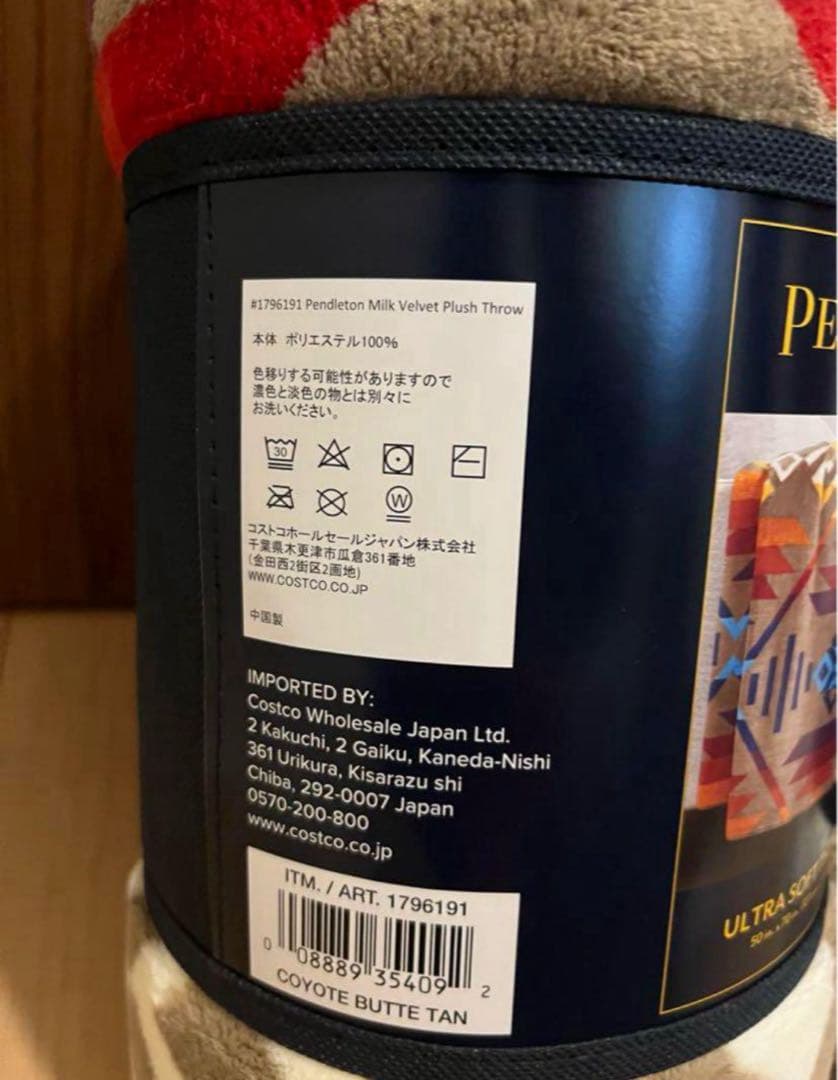 #1796191 Pendleton Milk Velvet Plush Throw
本体 ポリエステル100%
色移りする可能性がありますので
濃色と淡色の物とは別々に
お洗いください。
30
W
コストコホールセールジャパン株式会社
千葉県木更津市瓜倉361番地
(金田西2街区2画地)
WWW.COSTCO.CO.JP
中国製
IMPORTED BY:
Costco Wholesale Japan Ltd.
2 Kakuchi, 2 Gaiku, Kaneda-Nishi
361 Urikura, Kisarazu shi
Chiba, 292-0007 Japan
0570-200-800
www.costco.co.jp
ITM. / ART. 1796191
0 08889 35409 2
COYOTE BUTTE TAN
PE
ULTRA SOFT
50 in. x 70 in.